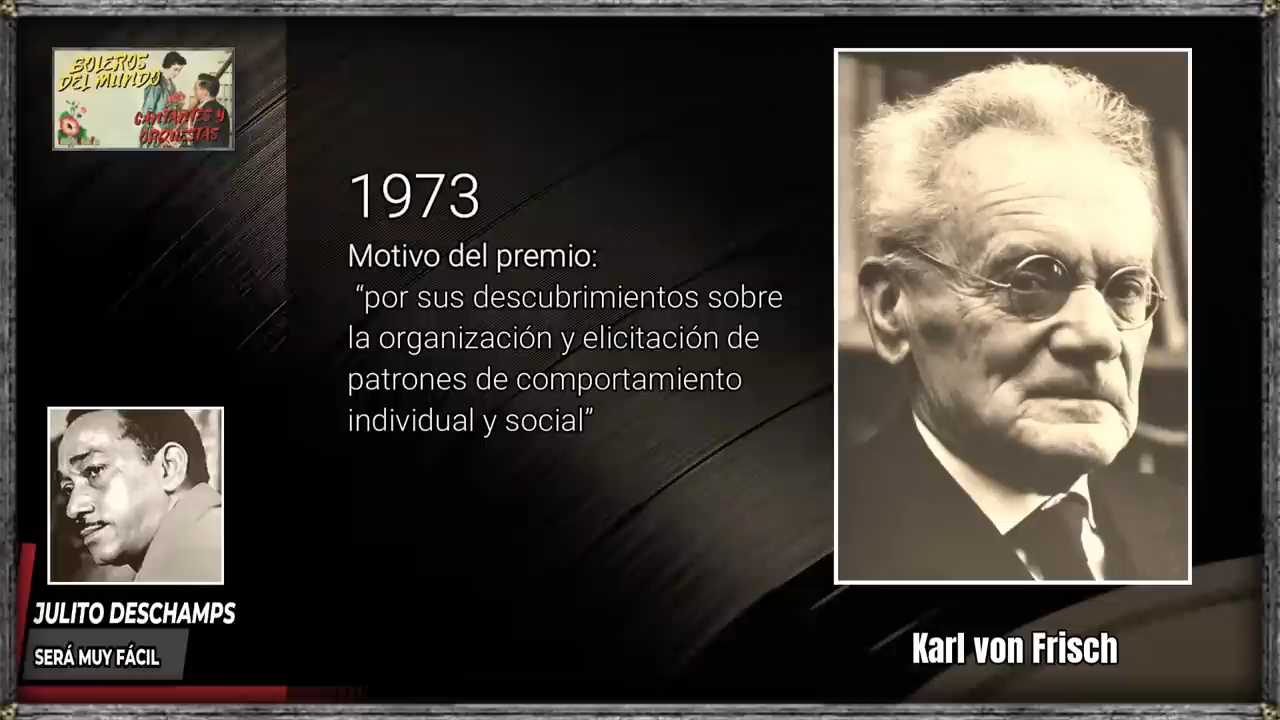 BOLEROS
DEL MUNDO
CANTANTES Y
ORQUESTAS
1973
Motivo del premio:
“por sus descubrimientos sobre
la organización y elicitación de
patrones de comportamiento
individual y social”
JULITO DESCHAMPS
SERÁ MUY FÁCIL
Karl von Frisch